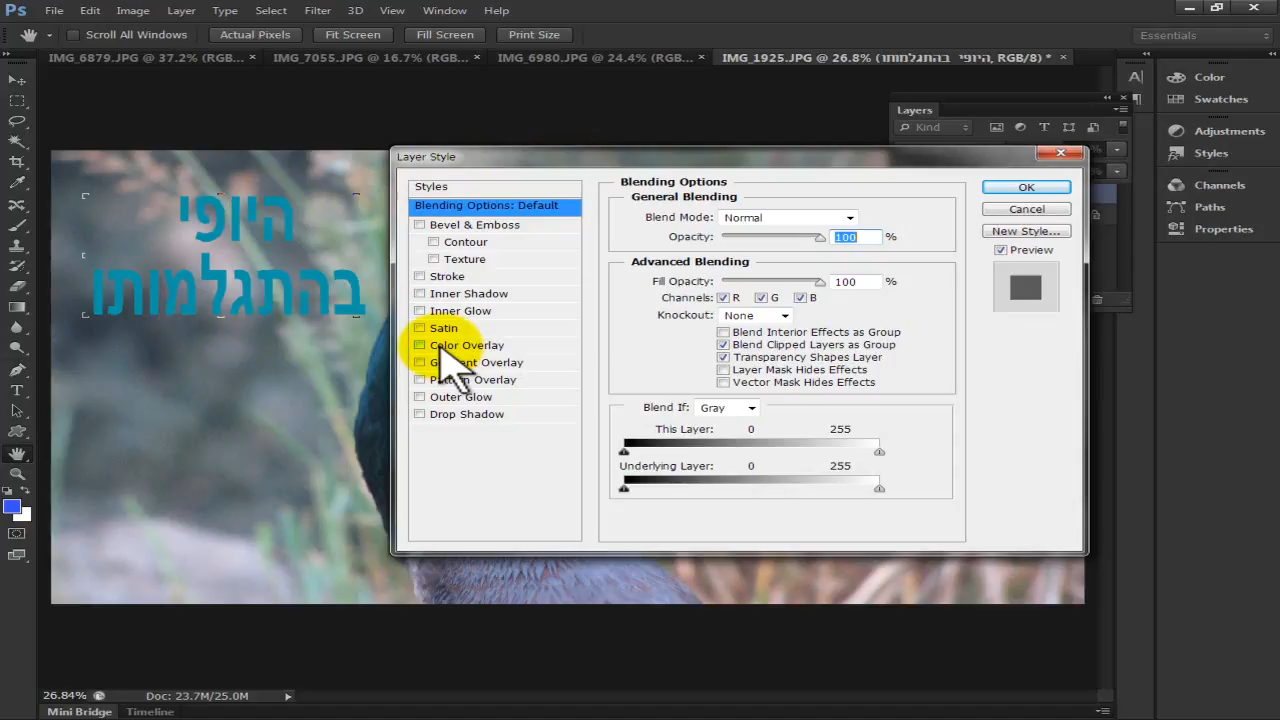 Ps File Edit Image Layer Type Select Filter 3D View Window Help
Scroll All Windows Actual Pixels Fit Screen Fill Screen Print Size Essentials
IMG_6879.JPG @ 37.2% (RGB... × IMG_7055.JPG @ 16.7% (RGB... × IMG_6980.JPG @ 24.4% (RGB... × IMG_1925.JPG @ 26.8% (היופי בהתגלמותו, RGB/8) * ×
Layers
Kind
Color
Swatches
Adjustments
Styles
Channels
Paths
Properties
היופי
בהתגלמותו
Layer Style
Styles
Blending Options: Default
Bevel & Emboss
Contour
Texture
Stroke
Inner Shadow
Inner Glow
Satin
Color Overlay
Overlay
Overlay
Outer Glow
Drop Shadow
Blending Options
General Blending
Blend Mode: Normal
Opacity: 100 %
Advanced Blending
Fill Opacity: 100 %
Channels: R G B
Knockout: None
Blend Interior Effects as Group
Blend Clipped Layers as Group
Transparency Shapes Layer
Layer Mask Hides Effects
Vector Mask Hides Effects
Blend If: Gray
This Layer: 0 255
Underlying Layer: 0 255
OK
Cancel
New Style...
Preview
26.84% Doc: 23.7M/25.0M
Mini Bridge Timeline